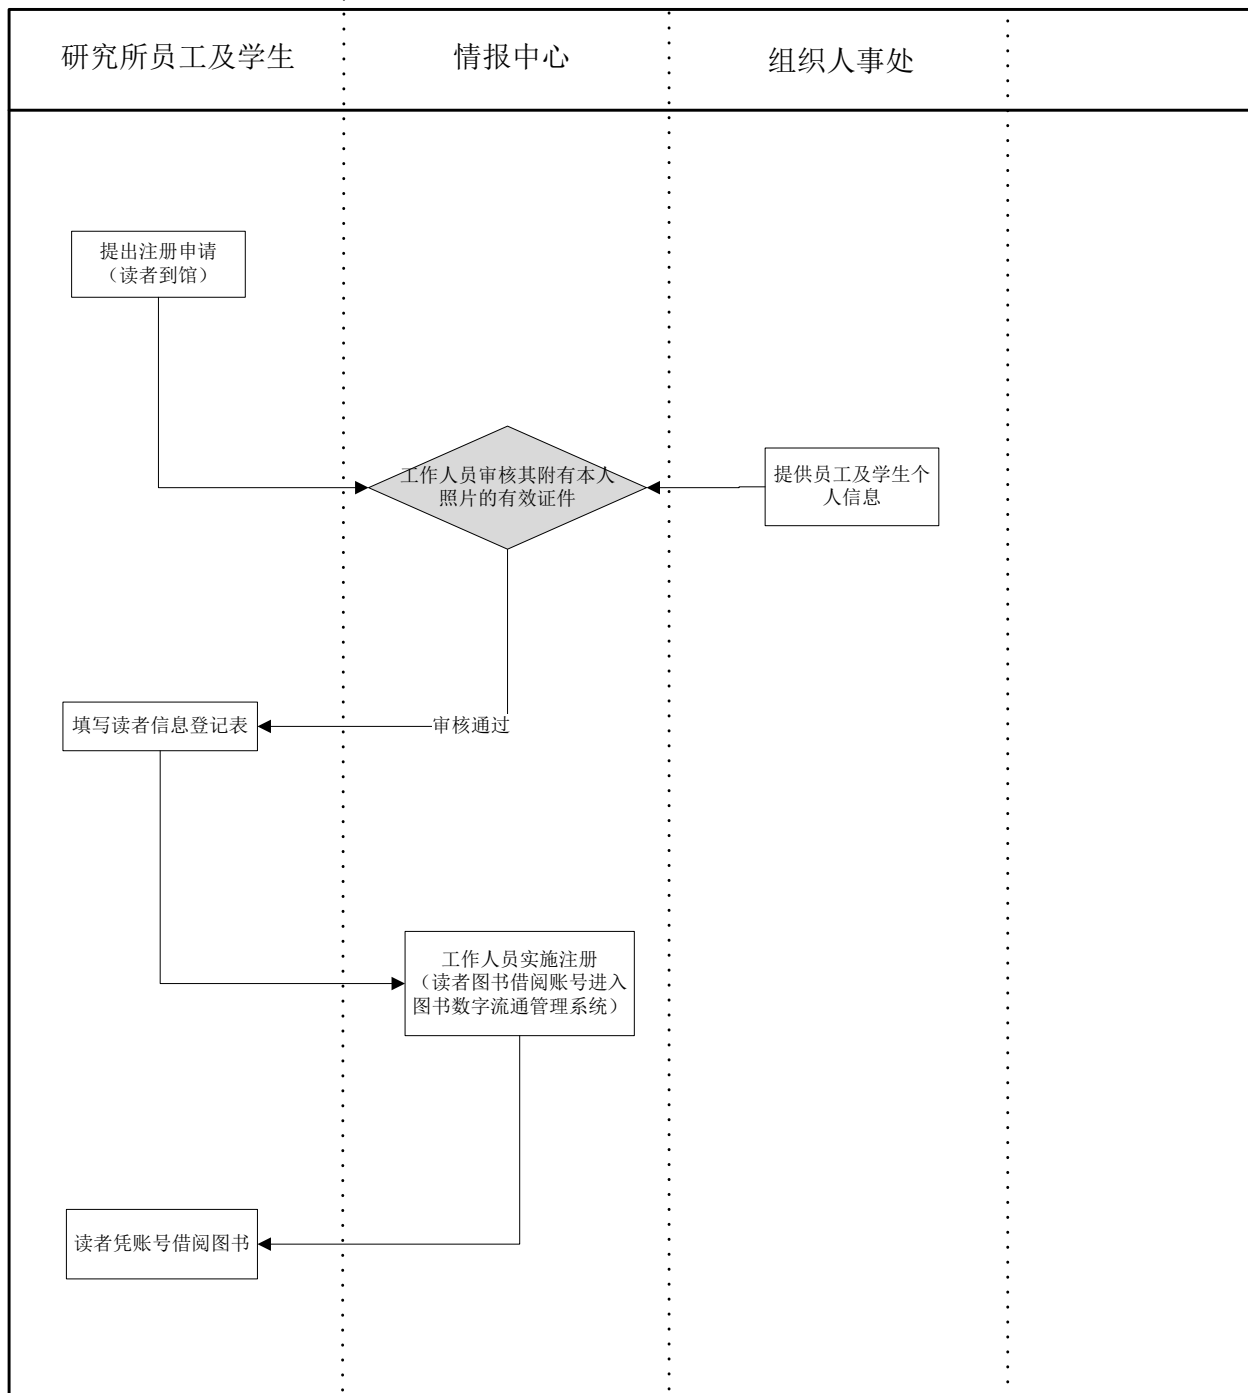 研究所员工及学生
情报中心
组织人事处
提出注册申请
（读者到馆）
工作人员审核其附有本人
照片的有效证件
提供员工及学生个
人信息
填写读者信息登记表
审核通过
工作人员实施注册
（读者图书借阅账号进入
图书数字流通管理系统）
读者凭账号借阅图书